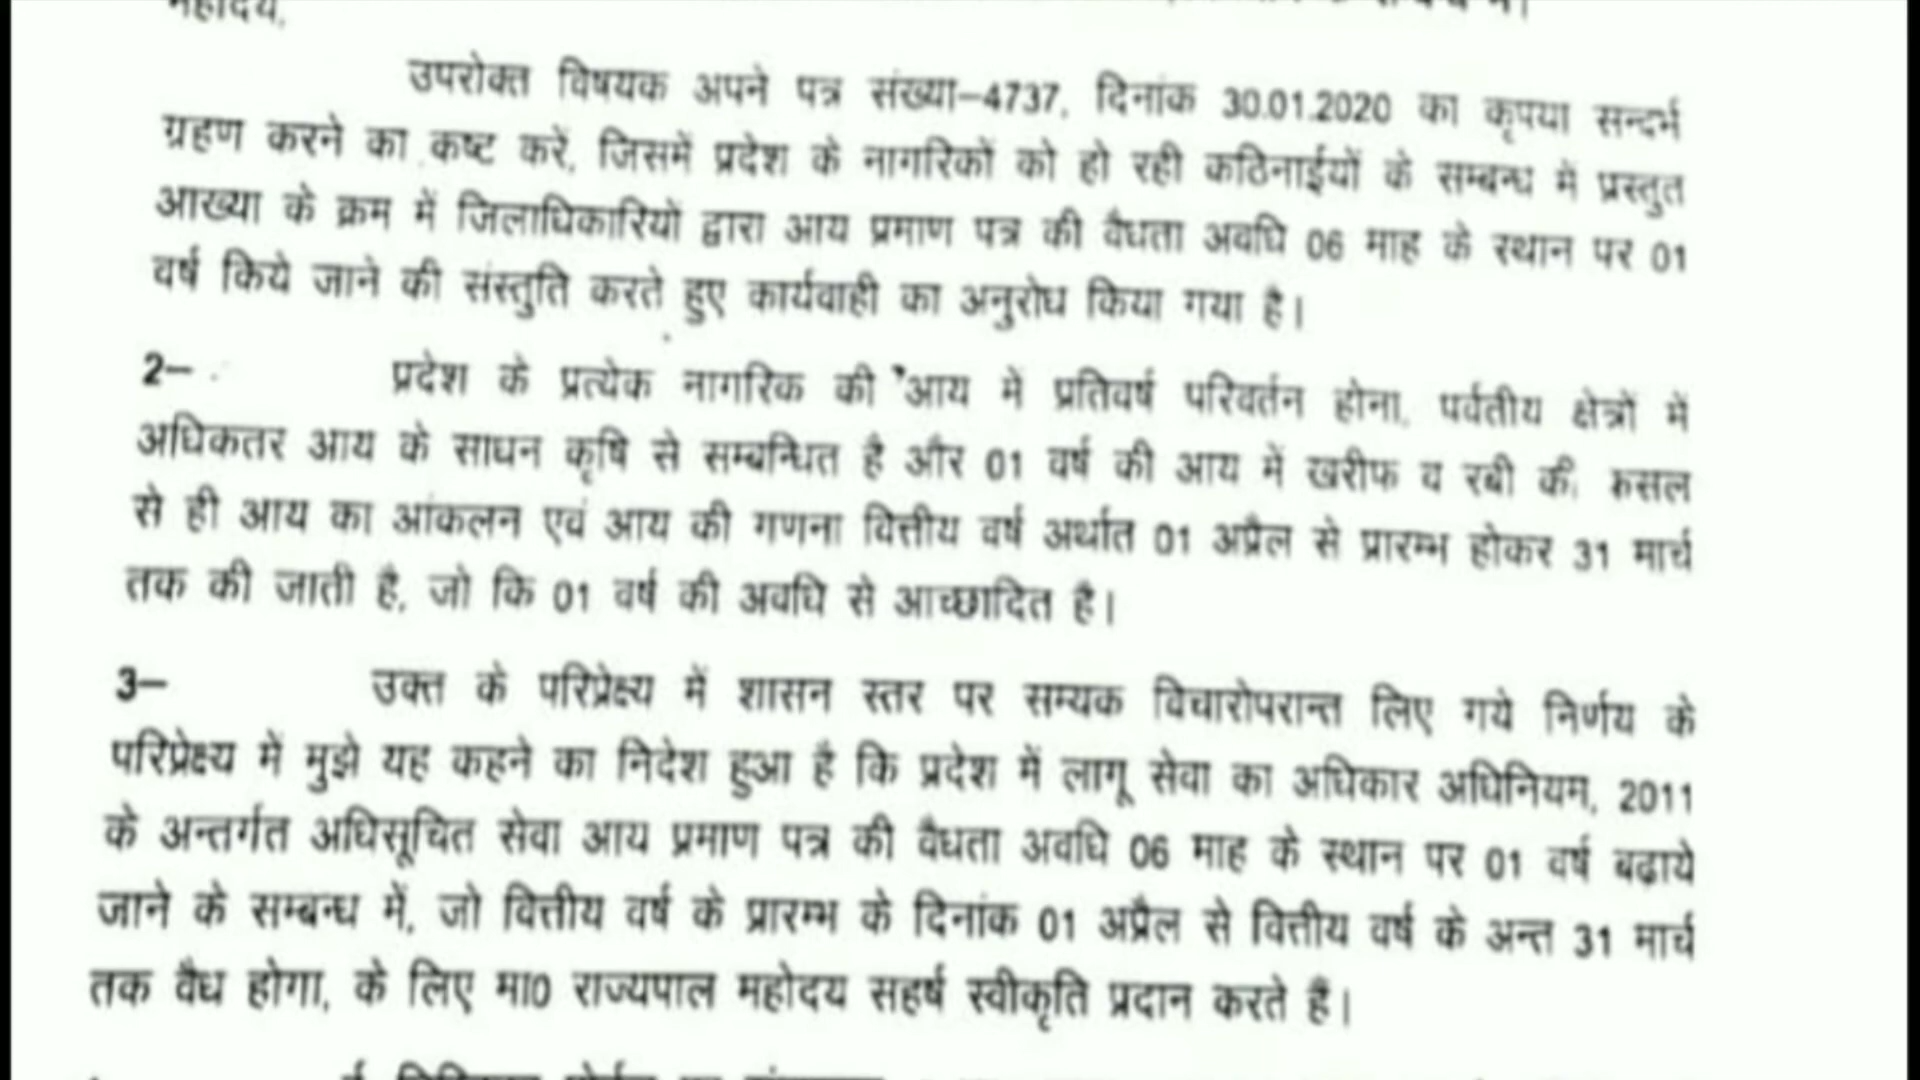 महोदय,
उपरोक्त विषयक अपने पत्र संख्या-4737, दिनांक 30.01.2020 का कृपया सन्दर्भ
ग्रहण करने का कष्ट करें, जिसमें प्रदेश के नागरिकों को हो रही कठिनाईयों के सम्बन्ध में प्रस्तुत
आख्या के क्रम में जिलाधिकारियों द्वारा आय प्रमाण पत्र की वैधता अवधि 06 माह के स्थान पर 01
वर्ष किये जाने की संस्तुति करते हुए कार्यवाही का अनुरोध किया गया है।
2- प्रदेश के प्रत्येक नागरिक की आय में प्रतिवर्ष परिवर्तन होना, पर्वतीय क्षेत्रों में
अधिकतर आय के साधन कृषि से सम्बन्धित है और 01 वर्ष की आय में खरीफ व रबी की फसल
से ही आय का आंकलन एवं आय की गणना वित्तीय वर्ष अर्थात 01 अप्रैल से प्रारम्भ होकर 31 मार्च
तक की जाती है, जो कि 01 वर्ष की अवधि से आच्छादित है।
3- उक्त के परिप्रेक्ष्य में शासन स्तर पर सम्यक विचारोपरान्त लिए गये निर्णय के
परिप्रेक्ष्य में मुझे यह कहने का निदेश हुआ है कि प्रदेश में लागू सेवा का अधिकार अधिनियम, 2011
के अन्तर्गत अधिसूचित सेवा आय प्रमाण पत्र की वैधता अवधि 06 माह के स्थान पर 01 वर्ष बढाये
जाने के सम्बन्ध में, जो वित्तीय वर्ष के प्रारम्भ के दिनांक 01 अप्रैल से वित्तीय वर्ष के अन्त 31 मार्च
तक वैध होगा, के लिए मा0 राज्यपाल महोदय सहर्ष स्वीकृति प्रदान करते हैं।